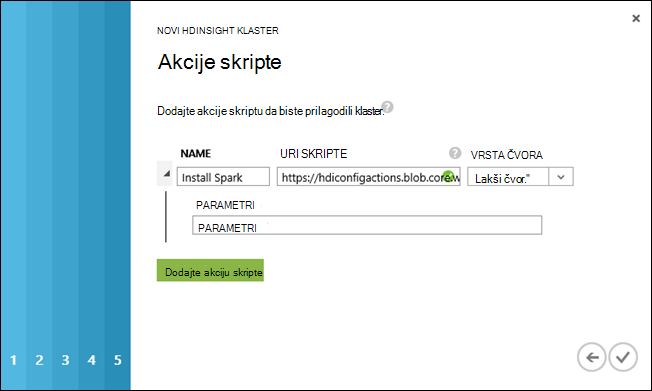 NOVI HDINSIGHT KLASTER
Akcije skripte
Dodajte akcije skriptu da biste prilagodili klaster. ?
NAME URI SKRIPTE ? VRSTA ČVORA
Install Spark https://hdiconfigactions.blob.core.w Lakši čvor."
PARAMETRI
PARAMETRI
Dodajte akciju skripte
1 2 3 4 5